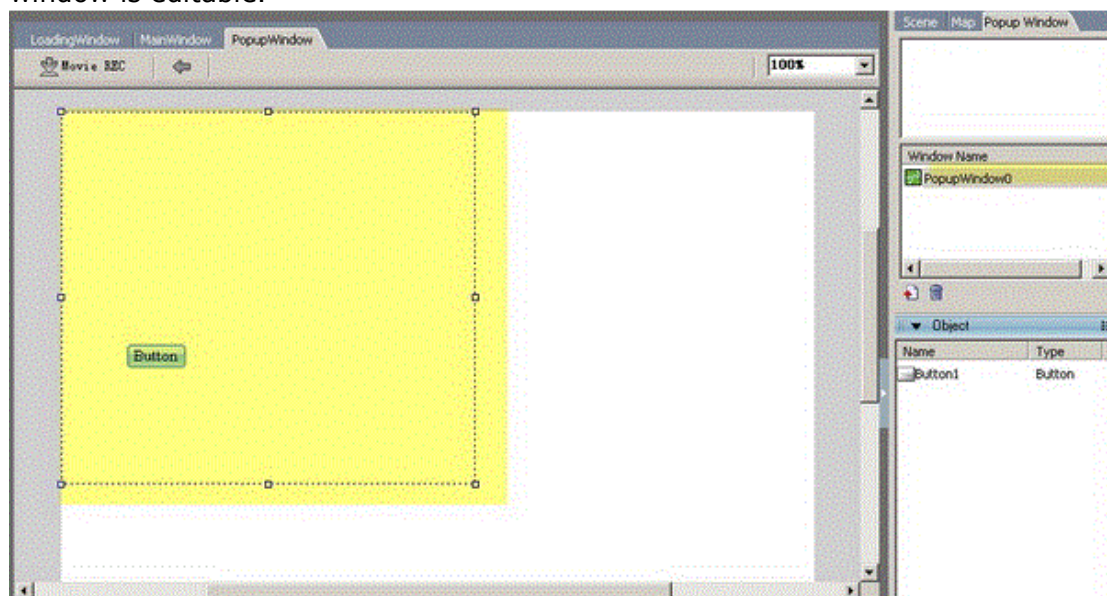 window is editable.
LoadingWindow MainWindow PopupWindow
Scene Map Popup Window
Movie REC
100%
Window Name
PopupWindow0
Object
Name Type
Button1 Button
Button